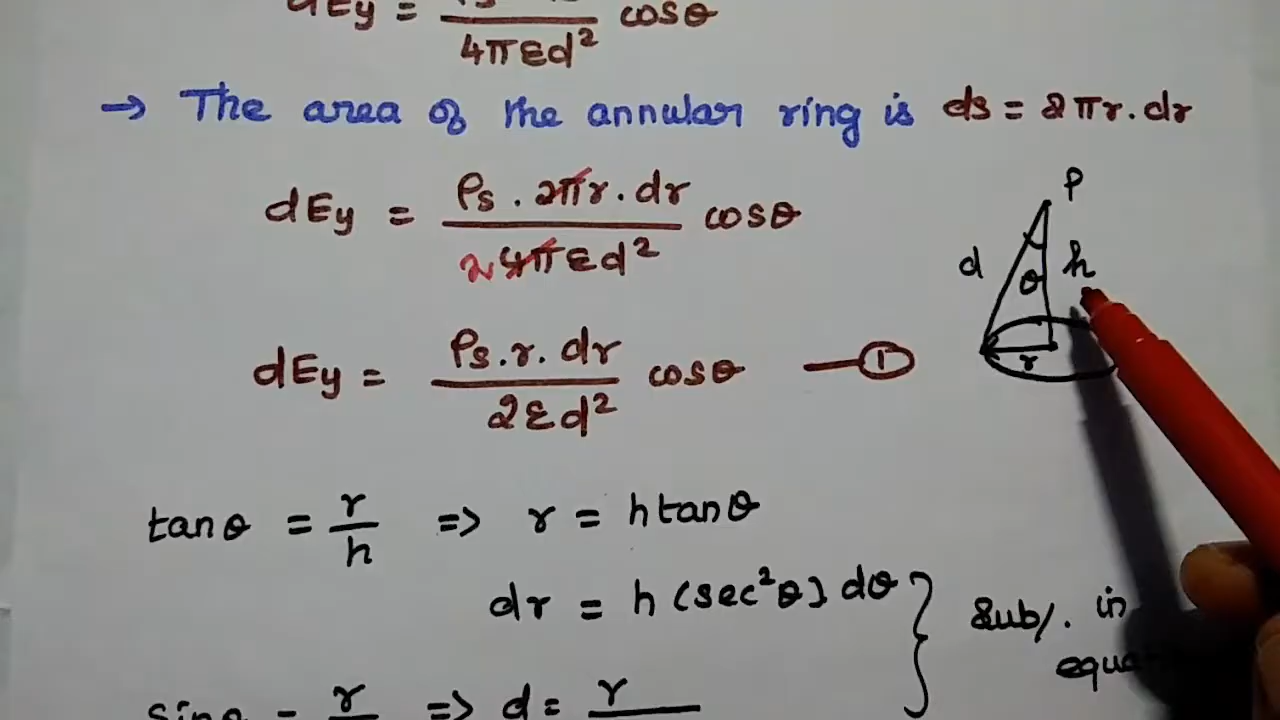 dEy = 4πεd² cosθ
→ The area of the annular ring is ds = 2πr.dr
dEy = ρs . 2πr . dr / 2 4πεd² cosθ
P
d θ h
r
dEy = ρs . r . dr / 2εd² cosθ — ①
tanθ = r/h => r = h tanθ
dr = h (sec²θ) dθ } Sub/. in
sinθ = r => d = r